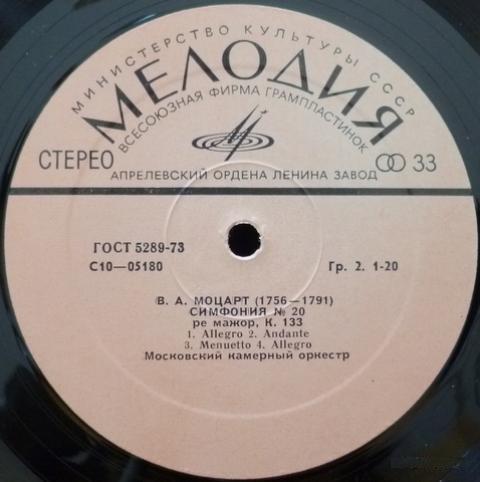 МИНИСТЕРСТВО КУЛЬТУРЫ СССР
МЕЛОДИЯ
ВСЕСОЮЗНАЯ ФИРМА ГРАМПЛАСТИНОК
СТЕРЕО
33
АПРЕЛЕВСКИЙ ОРДЕНА ЛЕНИНА ЗАВОД
ГОСТ 5289-73
С10—05180
Гр. 2. 1-20
В. А. МОЦАРТ (1756—1791)
СИМФОНИЯ № 20
ре мажор, К. 133
1. Allegro 2. Andante
3. Menuetto 4. Allegro
Московский камерный оркестр